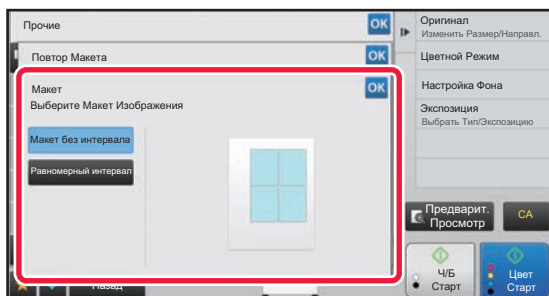 Прочие
OK
Повтор Макета
OK
Макет
OK
Выберите Макет Изображения
Макет без интервала
Равномерный интервал
Назад
Оригинал
Изменить Размер/Направл.
Цветной Режим
Настройка Фона
Экспозиция
Выбрать Тип/Экспозицию
Предварит.
Просмотр
CA
Ч/Б
Старт
Цвет
Старт